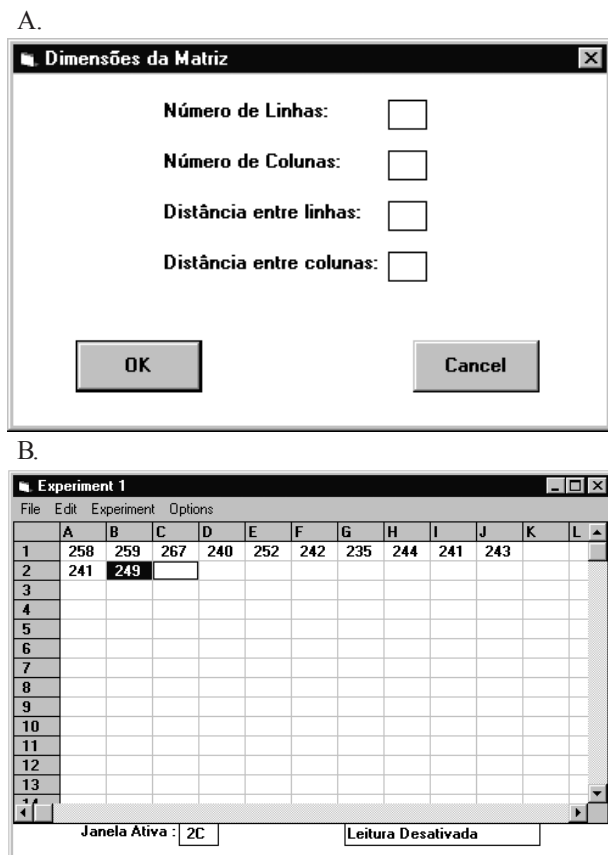 A.
Dimensões da Matriz
Número de Linhas:
Número de Colunas:
Distância entre linhas:
Distância entre colunas:
OK Cancel
B.
Experiment 1
File Edit Experiment Options
A B C D E F G H I J K L
1 258 259 267 240 252 242 235 244 241 243
2 241 249
3
4
5
6
7
8
9
10
11
12
13
14
Janela Ativa : 2C Leitura Desativada